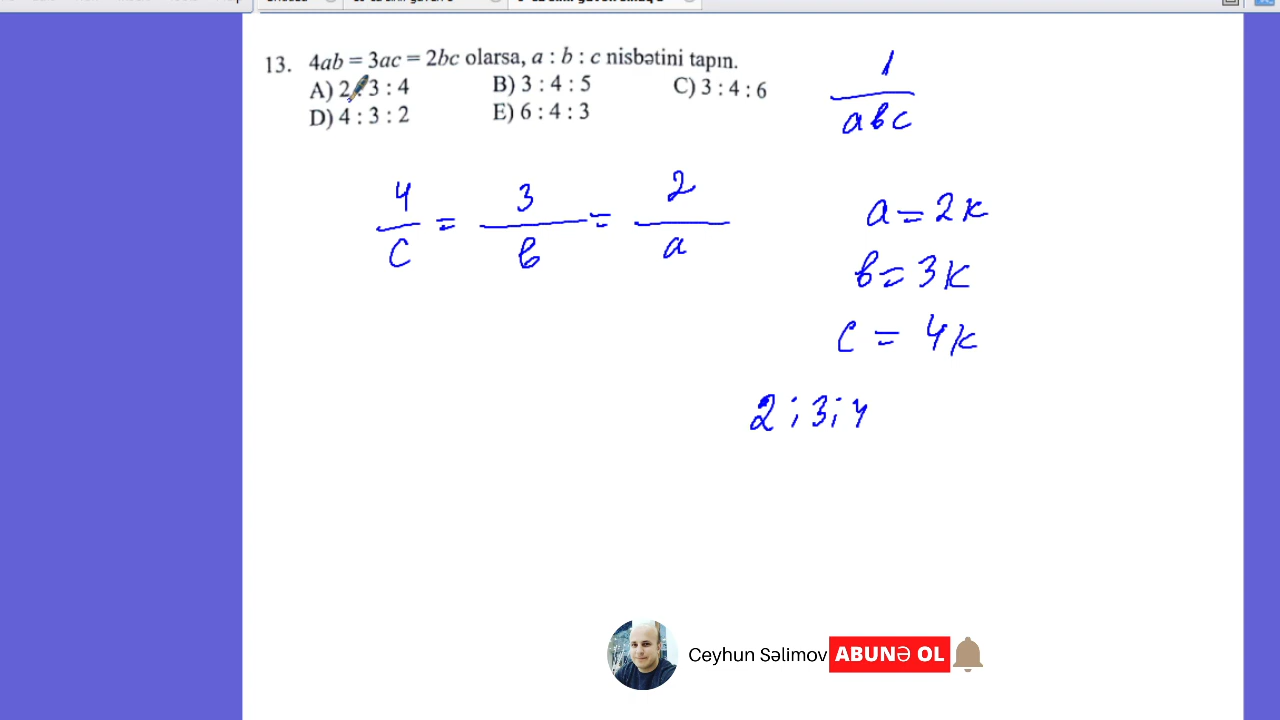 13. 4ab = 3ac = 2bc olarsa, a : b : c nisbətini tapın.
A) 2 : 3 : 4 B) 3 : 4 : 5 C) 3 : 4 : 6
D) 4 : 3 : 2 E) 6 : 4 : 3
1
abc
4 3 2
= =
c b a
a = 2k
b = 3k
c = 4k
2 ; 3 ; 4
Ceyhun Səlimov ABUNƏ OL